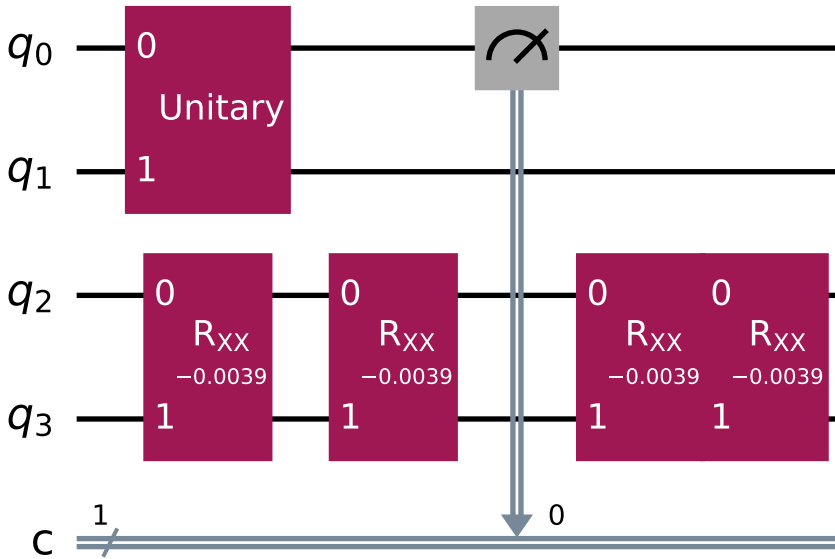 q0 0 Unitary
q1 1
q2 0 0 0 0
RXX RXX RXX RXX
−0.0039 −0.0039 −0.0039 −0.0039
q3 1 1 1 1
1 0
c